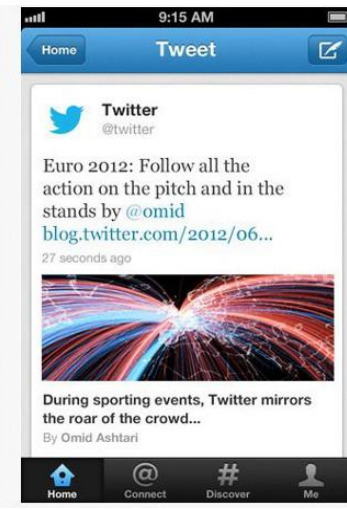 9:15 AM
Home
Tweet
Twitter
@twitter
Euro 2012: Follow all the
action on the pitch and in the
stands by @omid
blog.twitter.com/2012/06...
27 seconds ago
During sporting events, Twitter mirrors
the roar of the crowd...
By Omid Ashtari
Home
@
Connect
#
Discover
Me